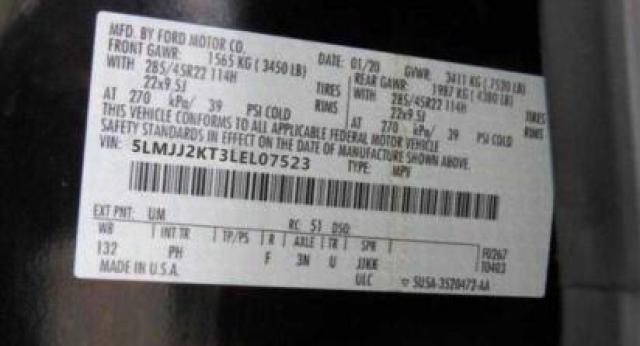 MFD. BY FORD MOTOR CO.
DATE: 01/20 GVWR: 3411 KG ( 7520 LB)
FRONT GAWR: 1565 KG ( 3450 LB) REAR GAWR: 1987 KG ( 4380 LB)
WITH 285/45R22 114H TIRES WITH 285/45R22 114H TIRES
22x9.5J RIMS 22x9.5J RIMS
AT 270 kPa/ 39 PSI COLD AT 270 kPa/ 39 PSI COLD
THIS VEHICLE CONFORMS TO ALL APPLICABLE FEDERAL MOTOR VEHICLE
SAFETY STANDARDS IN EFFECT ON THE DATE OF MANUFACTURE SHOWN ABOVE.
VIN: 5LMJJ2KT3LEL07523
TYPE: MPV
EXT PNT: UM RC: 51 DSO:
WB INT TR TP/PS R AXLE TR SPR F0267
132 PH F 3N U JJKK T0403
MADE IN U.S.A. ULC ▽ 5U5A-3520472-AA